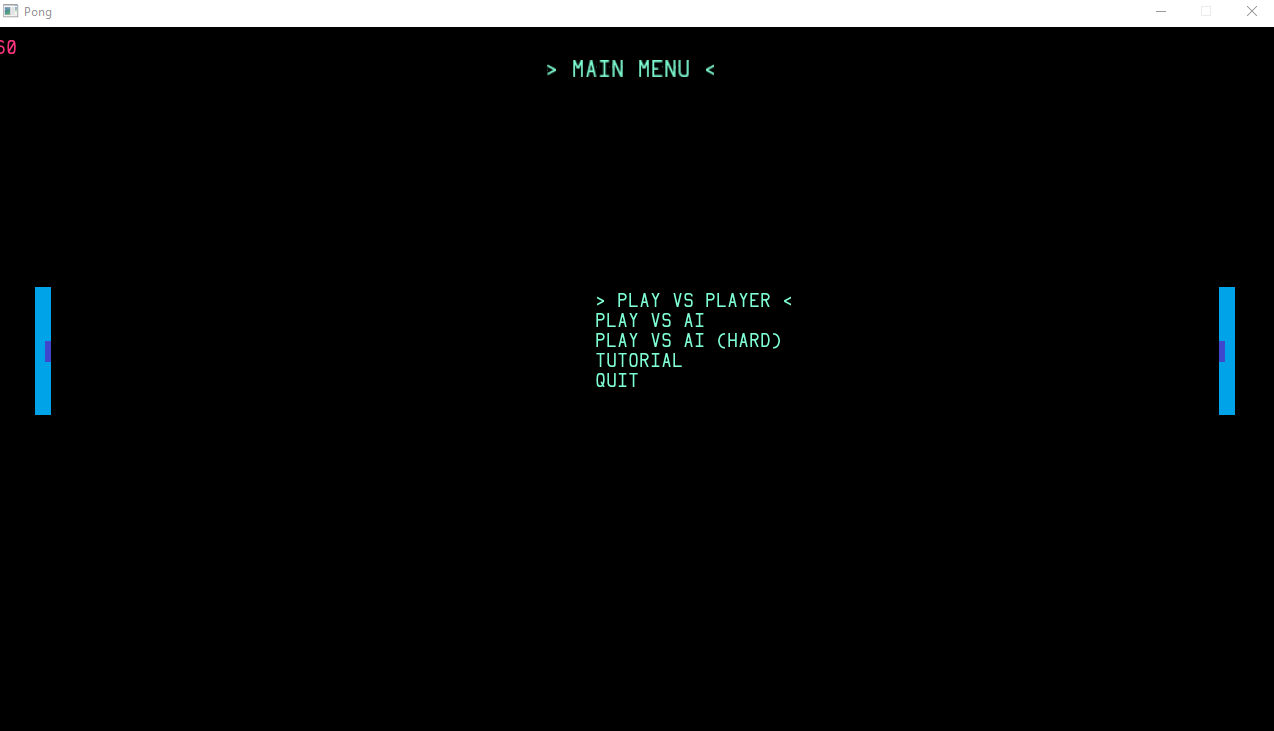 Pong
60
> MAIN MENU <
> PLAY VS PLAYER <
PLAY VS AI
PLAY VS AI (HARD)
TUTORIAL
QUIT